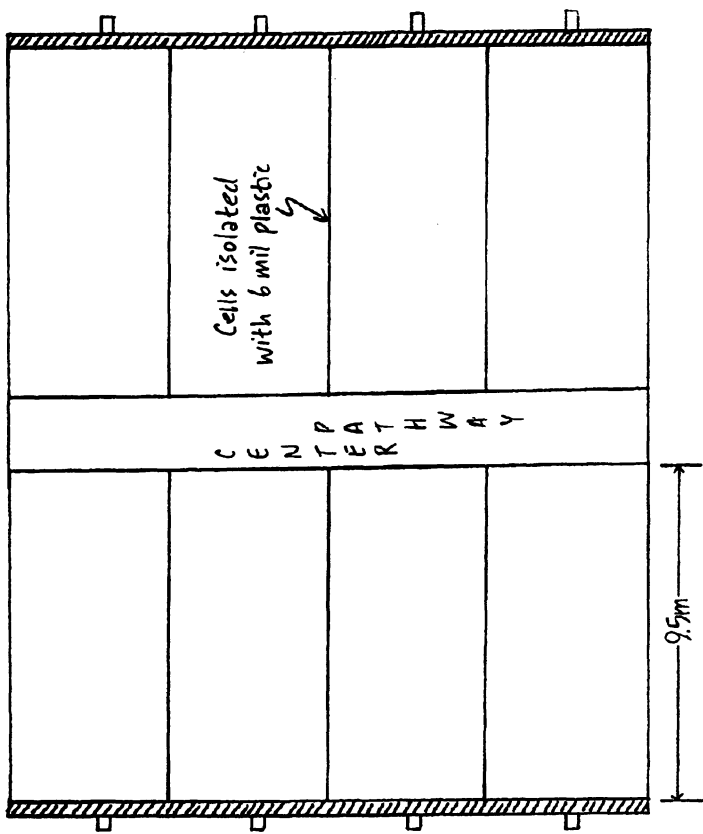 Cells isolated
with 6 mil plastic
CENTER
PATHWAY
9.5m